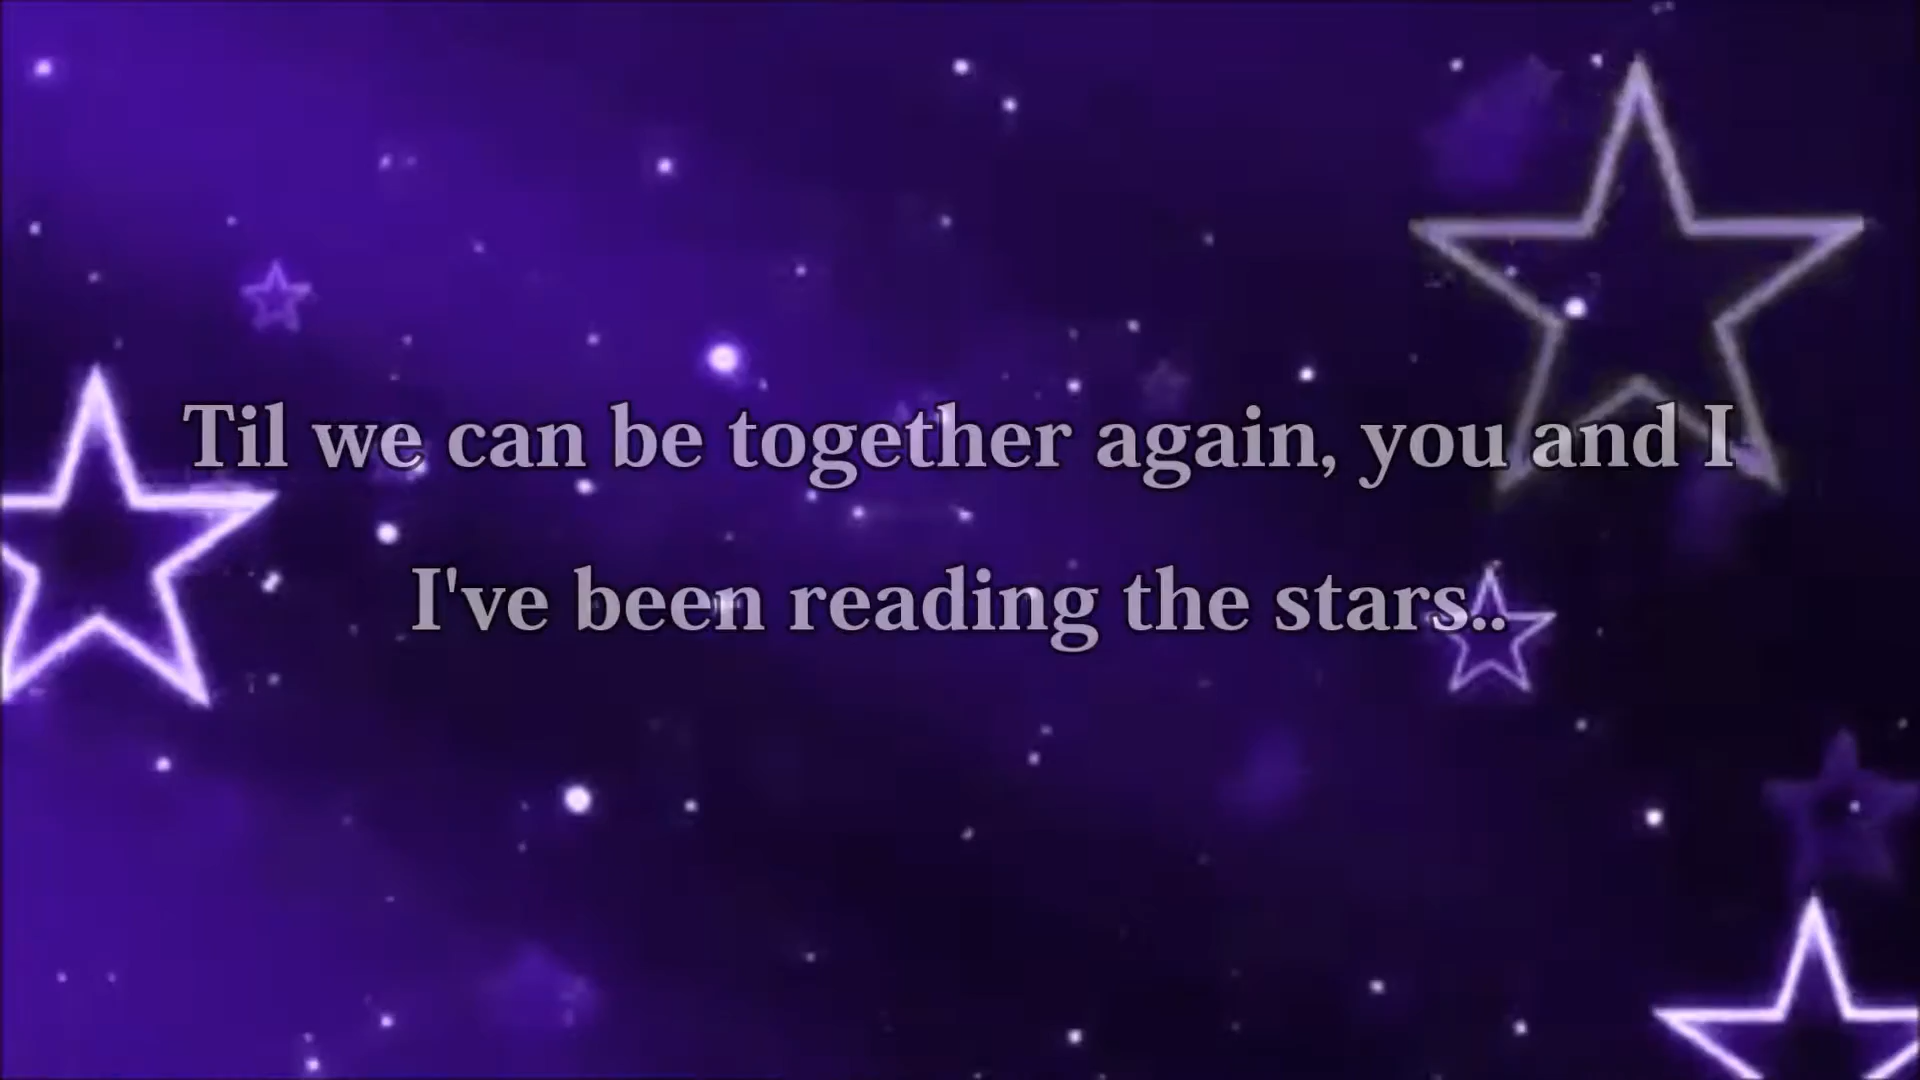 Til we can be together again, you and I
I've been reading the stars..